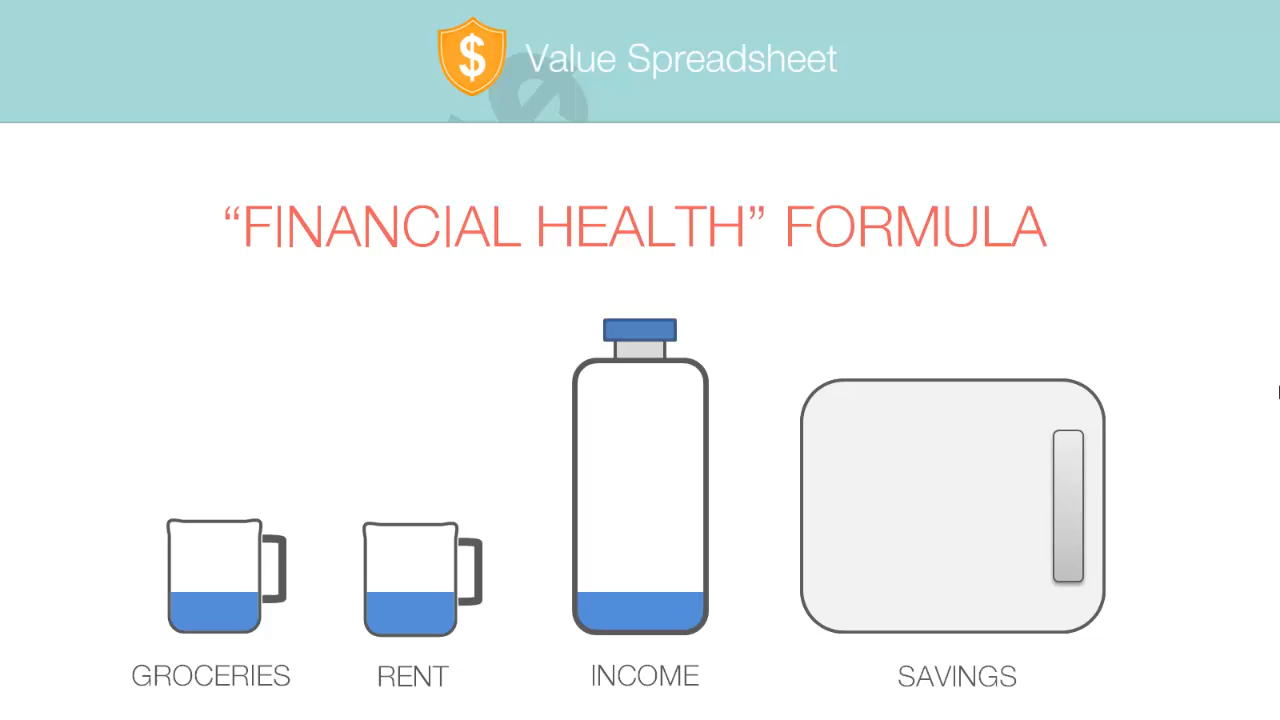 $ Value Spreadsheet
“FINANCIAL HEALTH” FORMULA
GROCERIES RENT INCOME SAVINGS